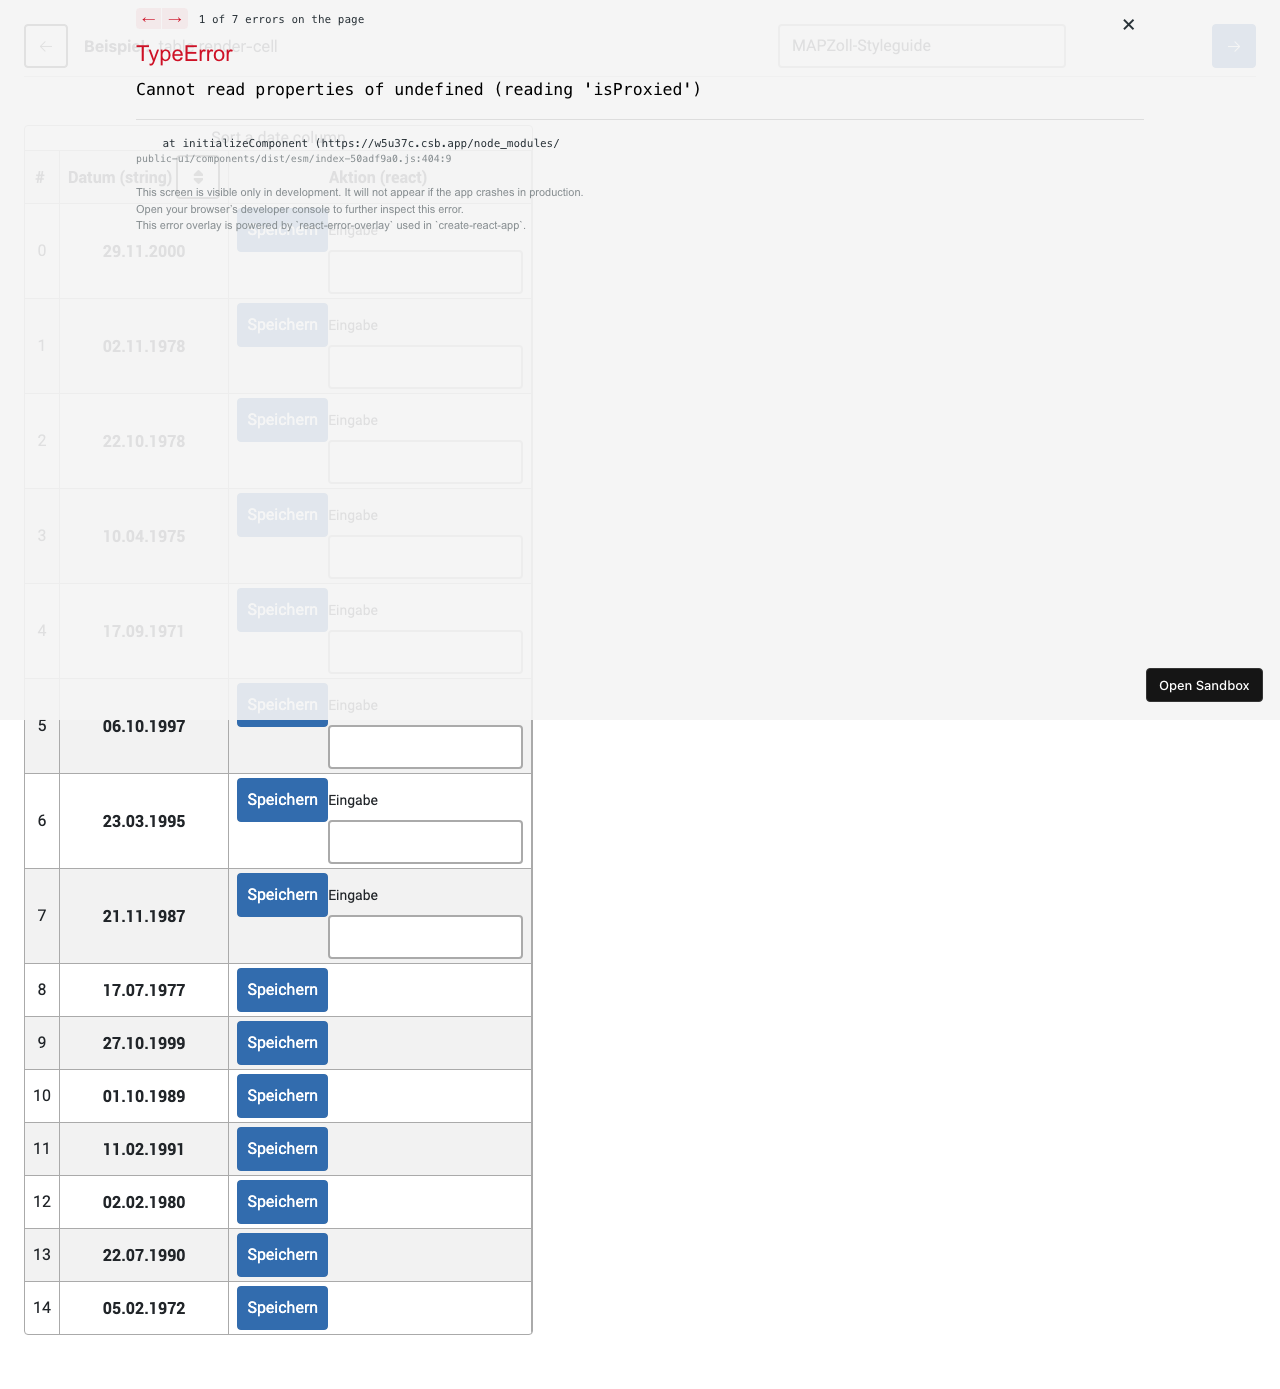 ← → 1 of 7 errors on the page
×
← Beispiel table render-cell MAPZoll-Styleguide →
TypeError
Cannot read properties of undefined (reading 'isProxied')
Sort a date column
at initializeComponent (https://w5u37c.csb.app/node_modules/
public-ui/components/dist/esm/index-50adf9a0.js:404:9
# Datum (string) Aktion (react)
This screen is visible only in development. It will not appear if the app crashes in production.
Open your browser's developer console to further inspect this error.
This error overlay is powered by `react-error-overlay` used in `create-react-app`.
0 29.11.2000 Speichern Eingabe
1 02.11.1978 Speichern Eingabe
2 22.10.1978 Speichern Eingabe
3 10.04.1975 Speichern Eingabe
4 17.09.1971 Speichern Eingabe
Open Sandbox
5 06.10.1997 Speichern Eingabe
6 23.03.1995 Speichern Eingabe
7 21.11.1987 Speichern Eingabe
8 17.07.1977 Speichern
9 27.10.1999 Speichern
10 01.10.1989 Speichern
11 11.02.1991 Speichern
12 02.02.1980 Speichern
13 22.07.1990 Speichern
14 05.02.1972 Speichern